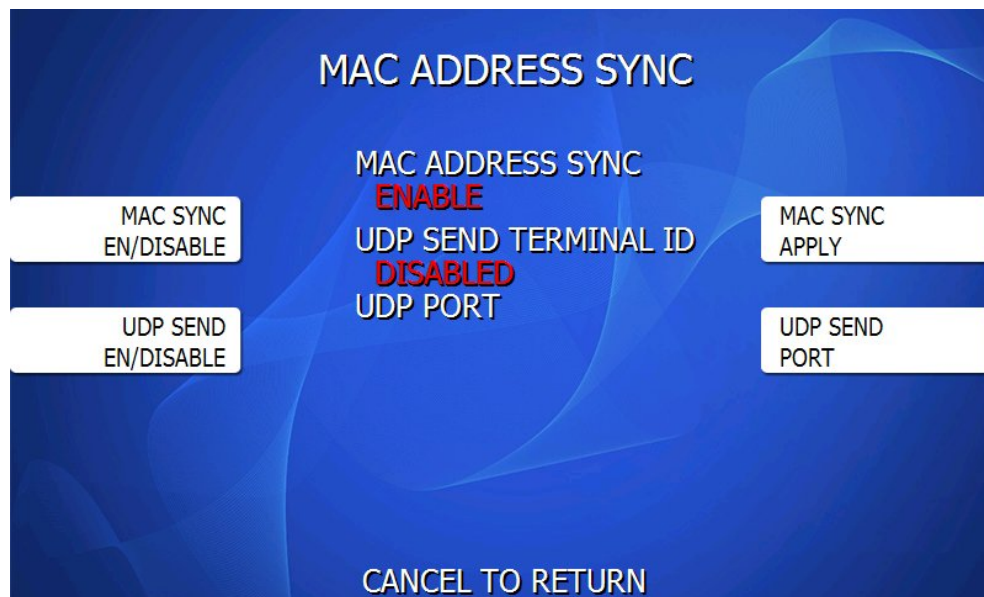 MAC ADDRESS SYNC
MAC ADDRESS SYNC
ENABLE
UDP SEND TERMINAL ID
DISABLED
UDP PORT
MAC SYNC
EN/DISABLE
UDP SEND
EN/DISABLE
MAC SYNC
APPLY
UDP SEND
PORT
CANCEL TO RETURN